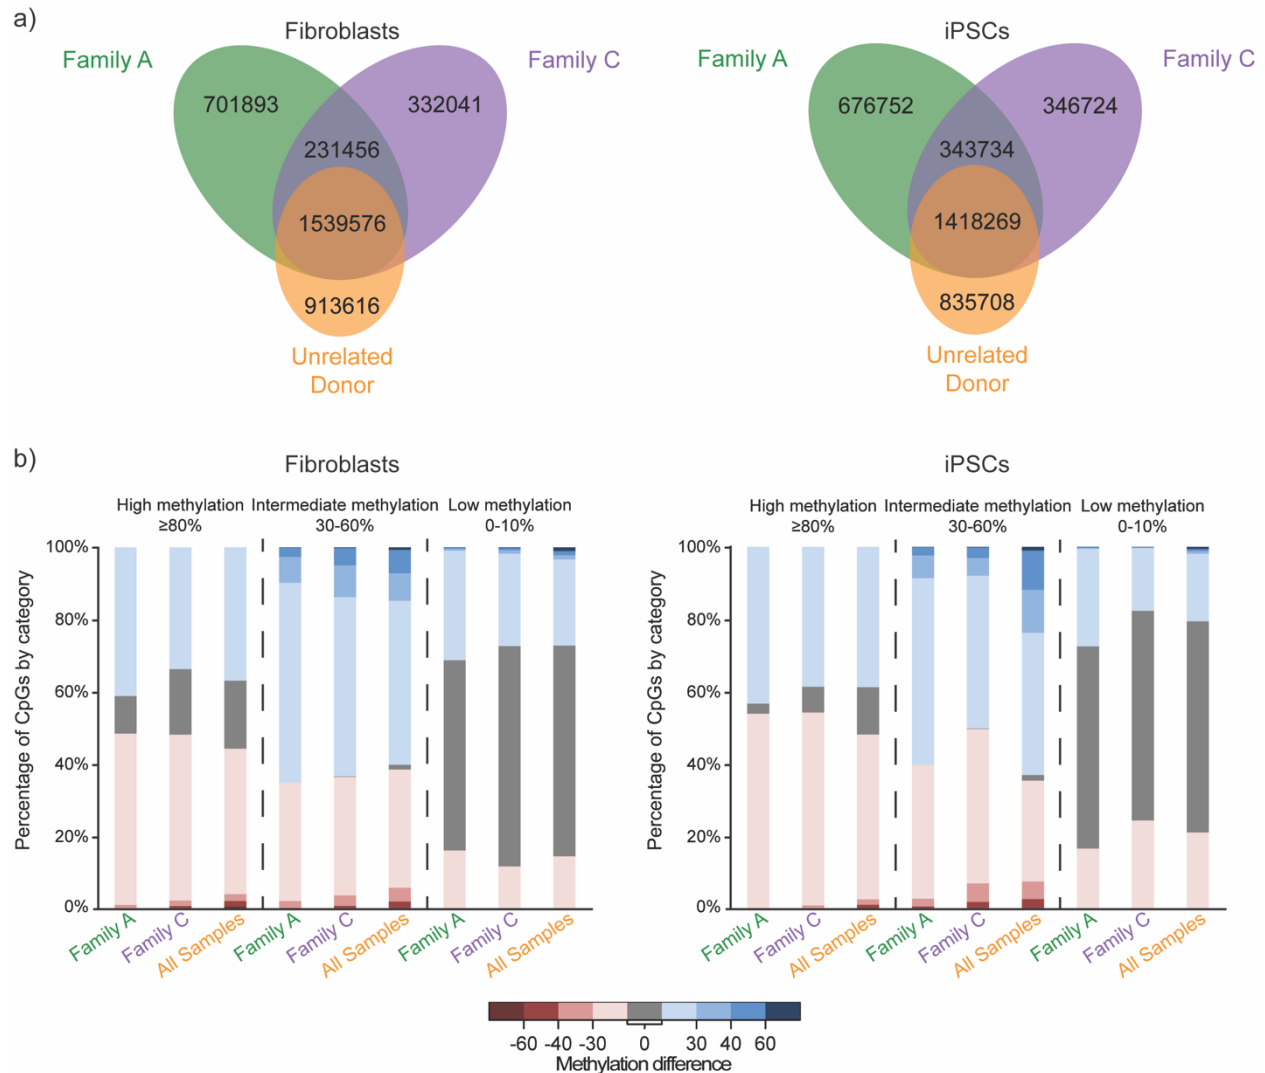 a)
Fibroblasts
Family A
Family C
701893
332041
231456
1539576
913616
Unrelated
Donor
iPSCs
Family A
Family C
676752
346724
343734
1418269
835708
Unrelated
Donor
b)
Fibroblasts
High methylation
≥80%
Intermediate methylation
30-60%
Low methylation
0-10%
Percentage of CpGs by category
100%
80%
60%
40%
20%
0%
Family A
Family C
All Samples
Family A
Family C
All Samples
Family A
Family C
All Samples
iPSCs
High methylation
≥80%
Intermediate methylation
30-60%
Low methylation
0-10%
Percentage of CpGs by category
100%
80%
60%
40%
20%
0%
Family A
Family C
All Samples
Family A
Family C
All Samples
Family A
Family C
All Samples
-60 -40 -30 0 30 40 60
Methylation difference